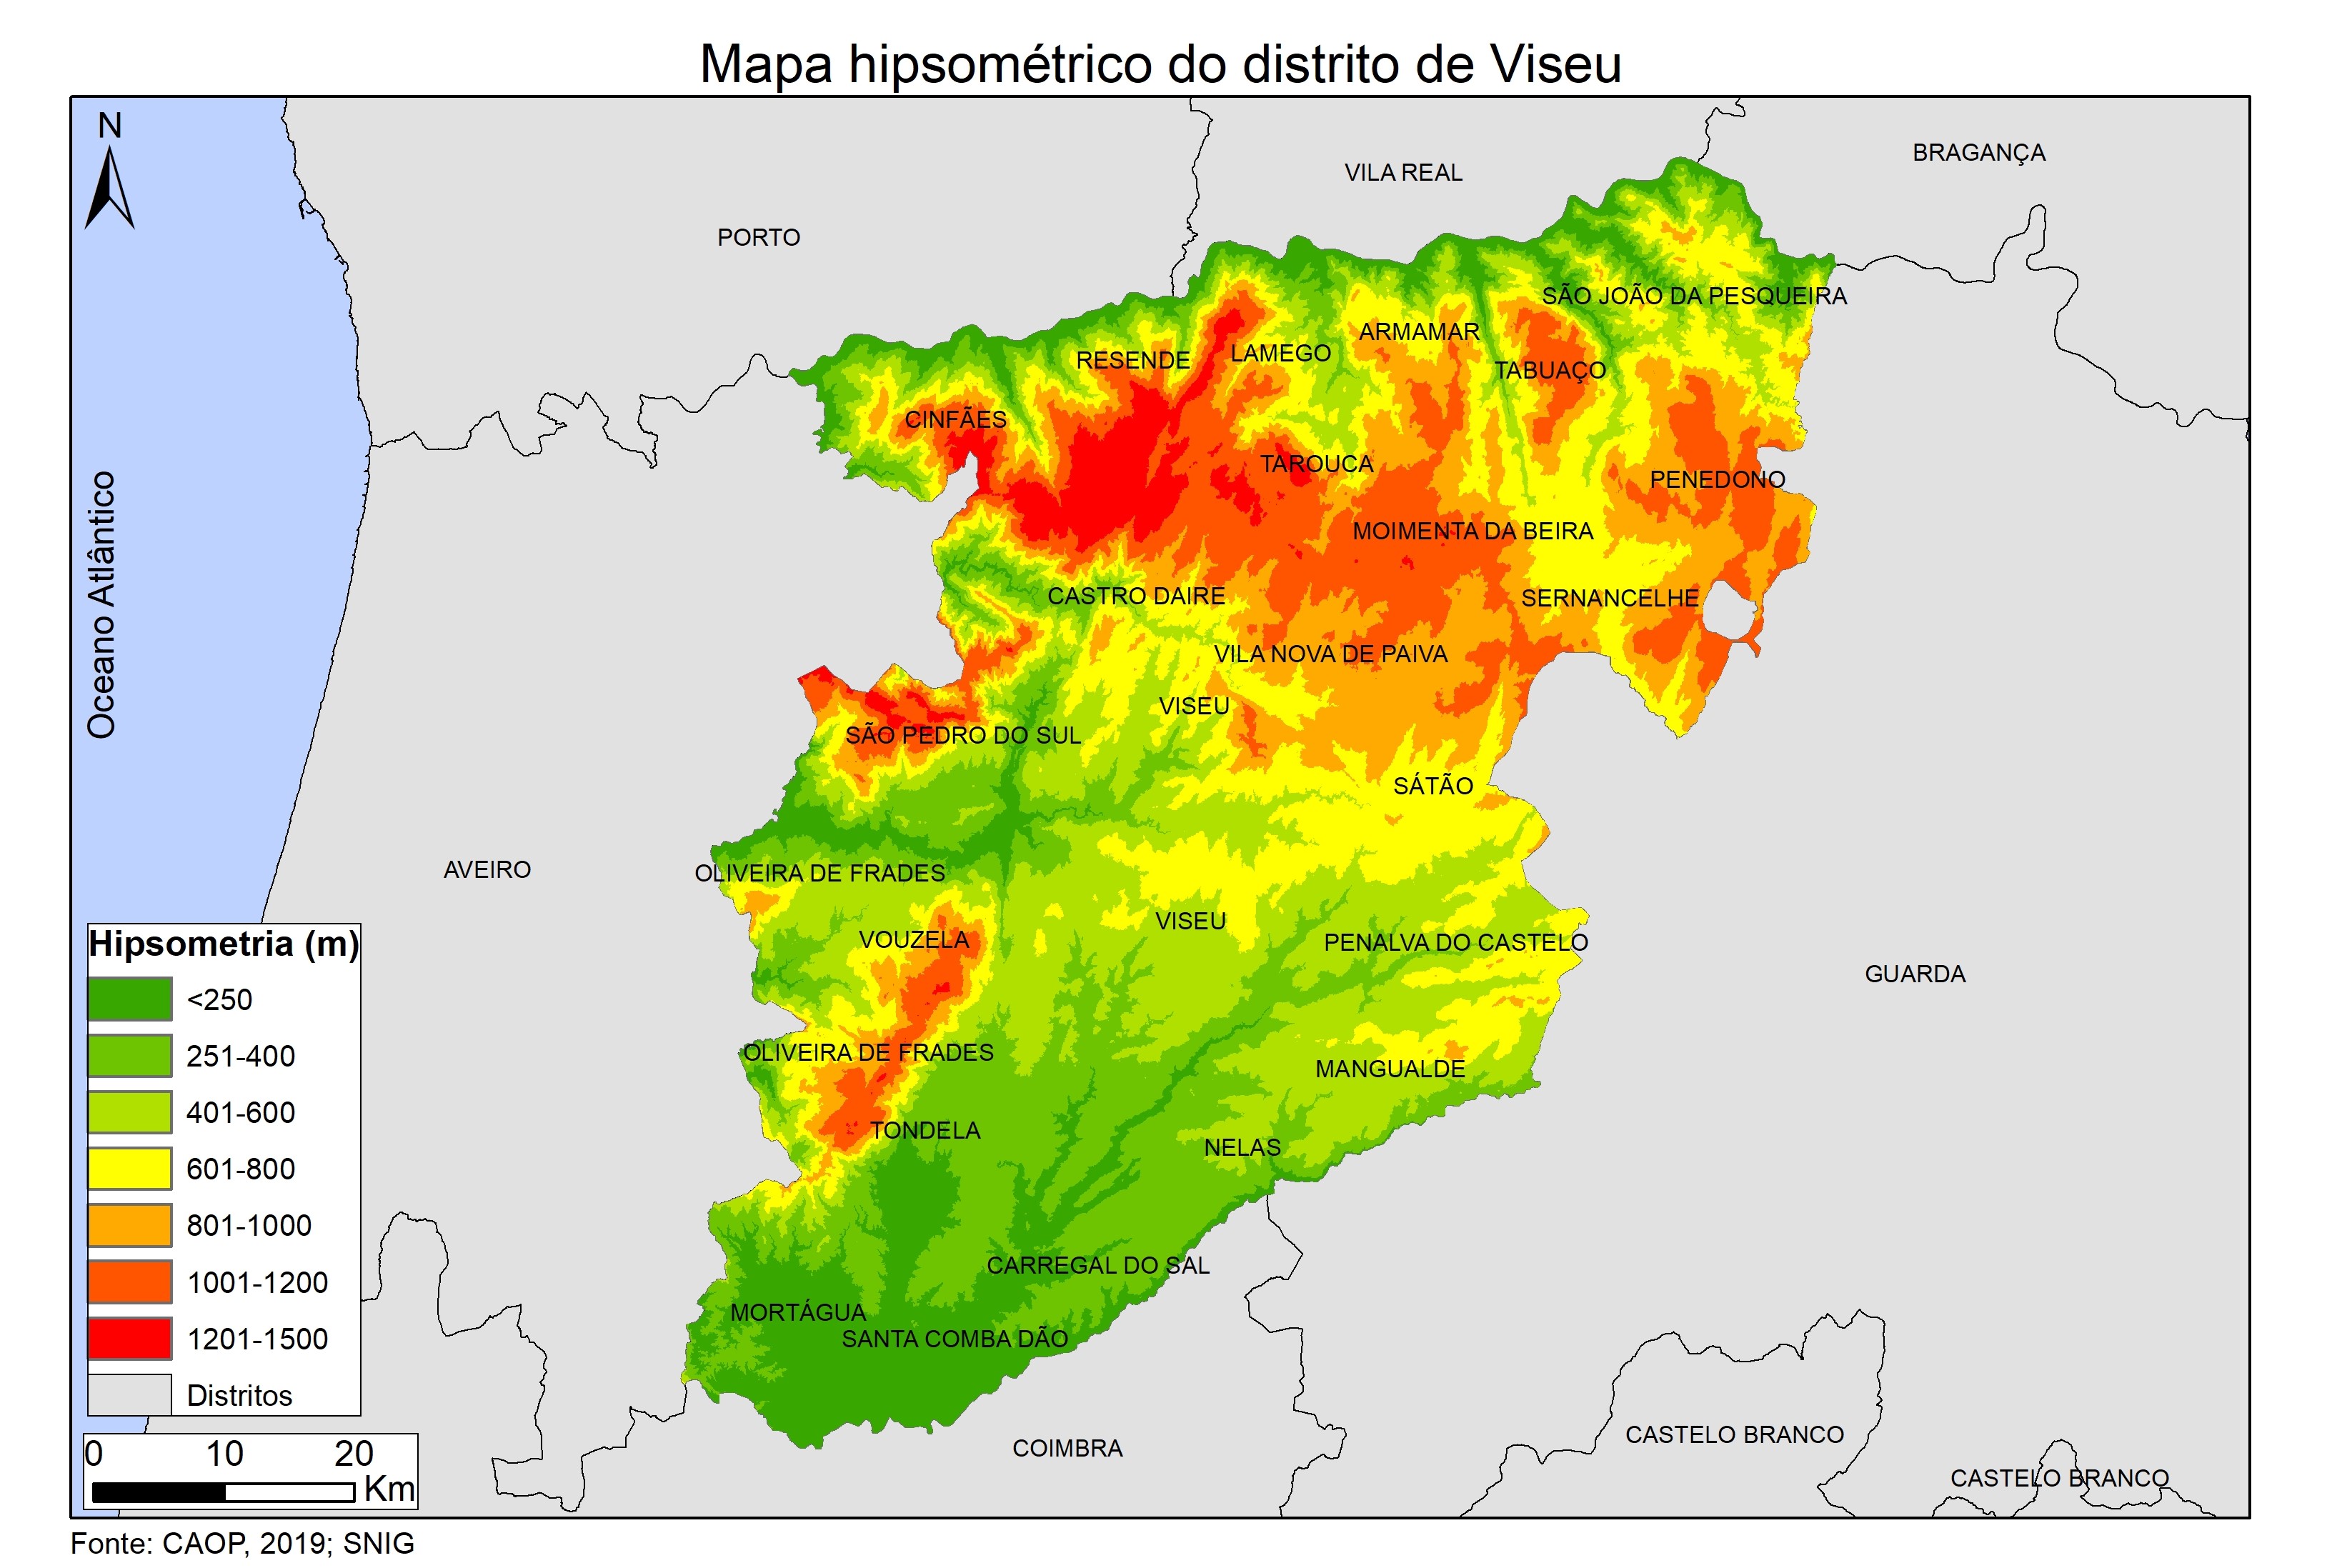 Mapa hipsométrico do distrito de Viseu
N
BRAGANÇA
VILA REAL
PORTO
SÃO JOÃO DA PESQUEIRA
ARMAMAR
LAMEGO
RESENDE
TABUAÇO
CINFÃES
TAROUCA
PENEDONO
MOIMENTA DA BEIRA
Oceano Atlântico
CASTRO DAIRE
SERNANCELHE
VILA NOVA DE PAIVA
VISEU
SÃO PEDRO DO SUL
SÁTÃO
AVEIRO
OLIVEIRA DE FRADES
VISEU
VOUZELA
PENALVA DO CASTELO
GUARDA
OLIVEIRA DE FRADES
MANGUALDE
TONDELA
NELAS
CARREGAL DO SAL
MORTÁGUA
SANTA COMBA DÃO
COIMBRA
CASTELO BRANCO
CASTELO BRANCO
Hipsometria (m)
<250
251-400
401-600
601-800
801-1000
1001-1200
1201-1500
Distritos
0 10 20
Km
Fonte: CAOP, 2019; SNIG